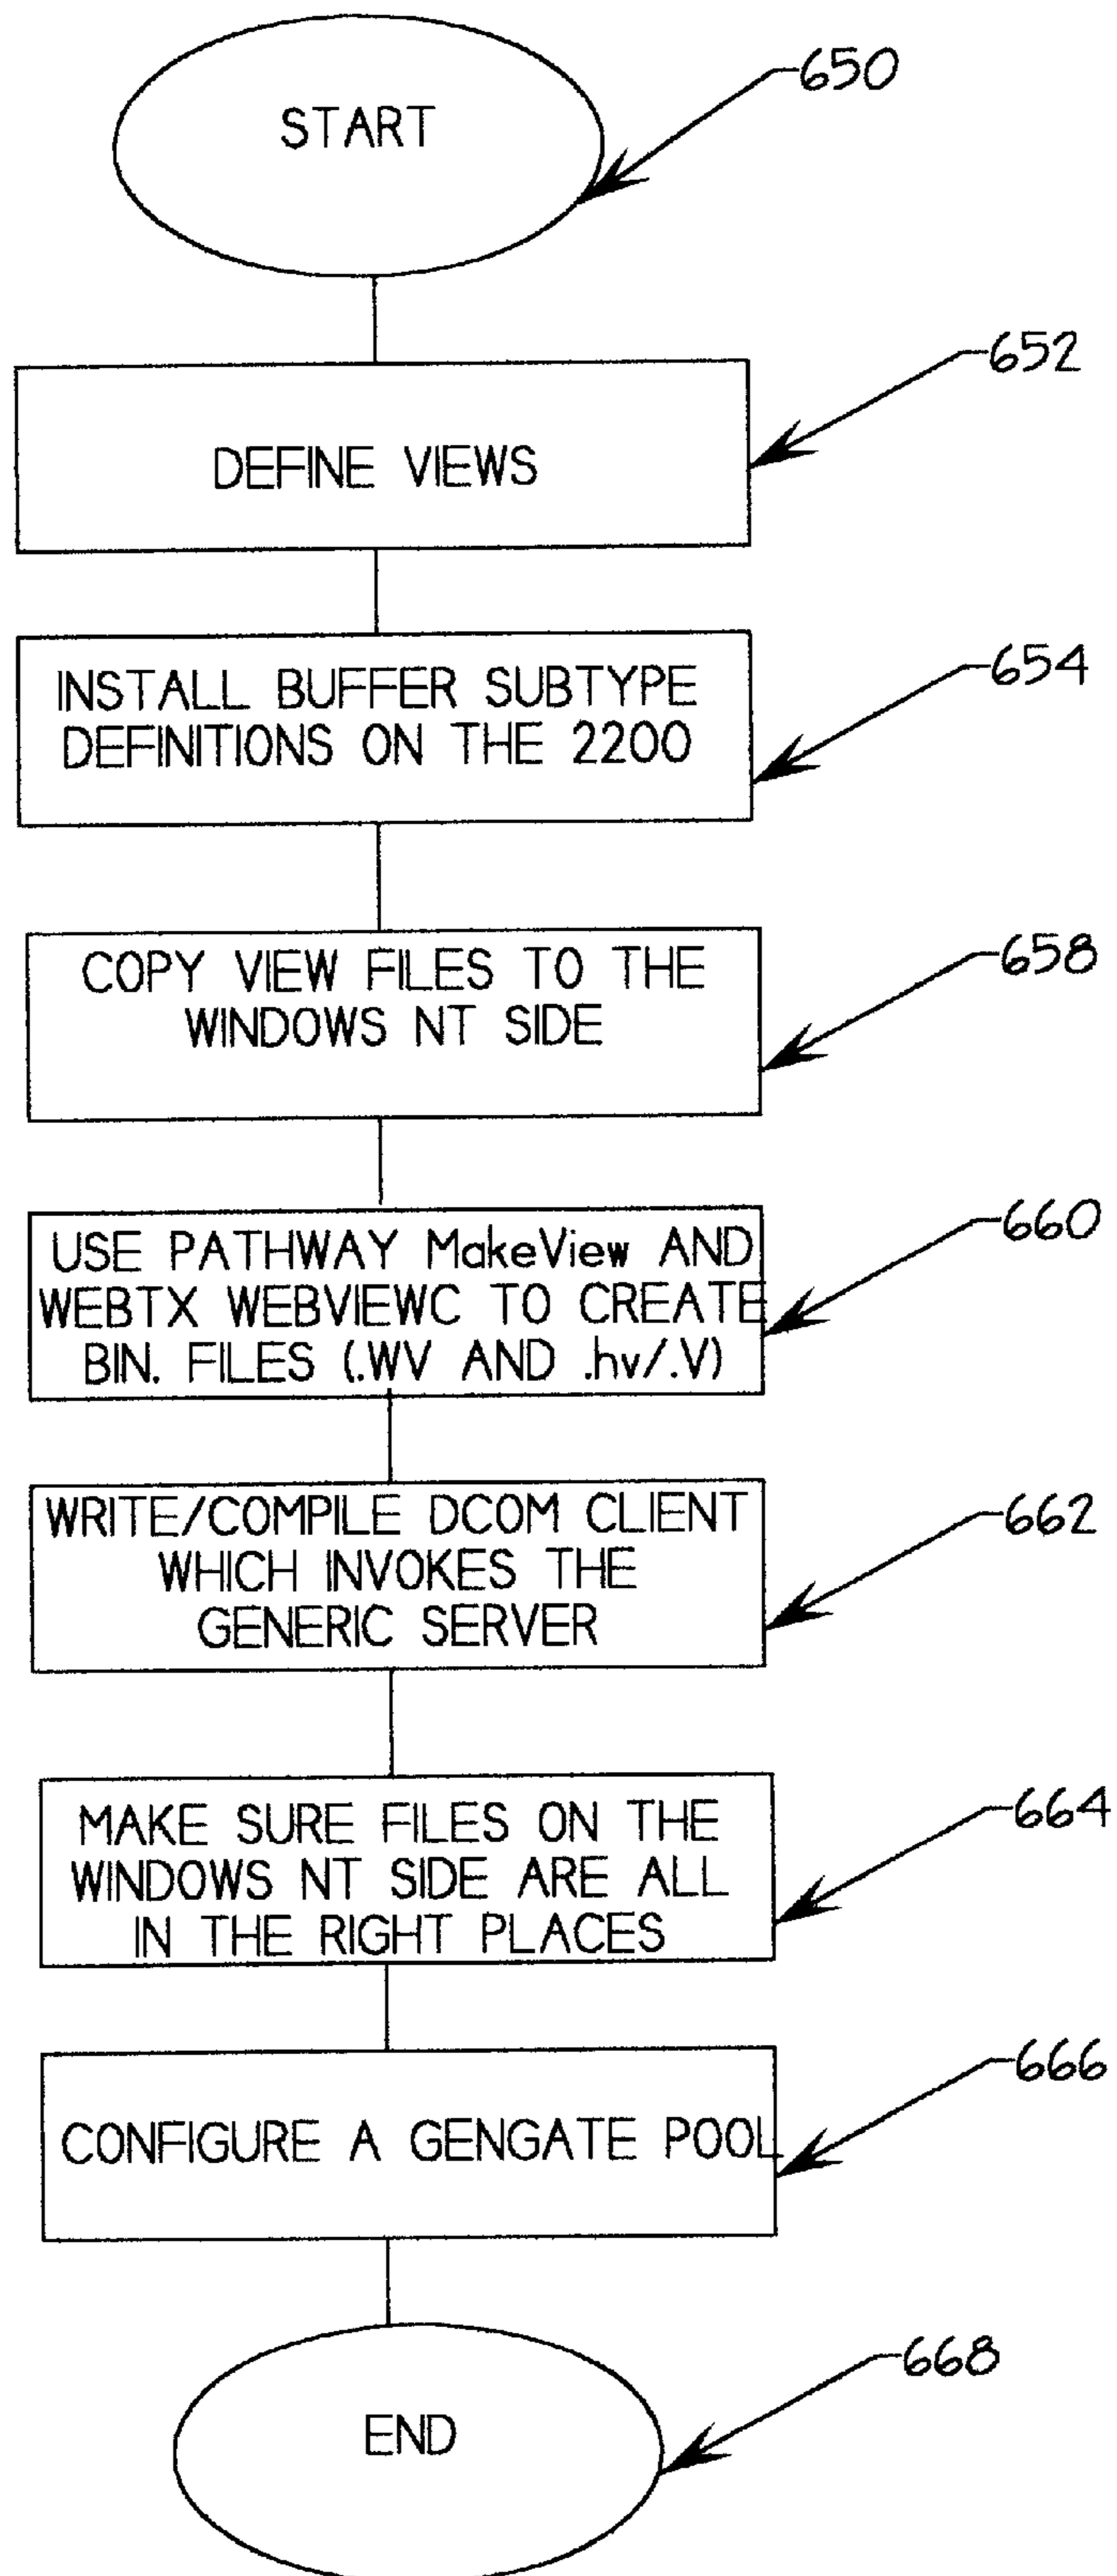 START
650
652
DEFINE VIEWS
INSTALL BUFFER SUBTYPE
DEFINITIONS ON THE 2200
654
COPY VIEW FILES TO THE
WINDOWS NT SIDE
658
USE PATHWAY MakeView AND
WEBTX WEBVIEWC TO CREATE
BIN. FILES (.WV AND .hv/.V)
660
WRITE/COMPILE DCOM CLIENT
WHICH INVOKES THE
GENERIC SERVER
662
MAKE SURE FILES ON THE
WINDOWS NT SIDE ARE ALL
IN THE RIGHT PLACES
664
CONFIGURE A GENGATE POOL
666
END
668